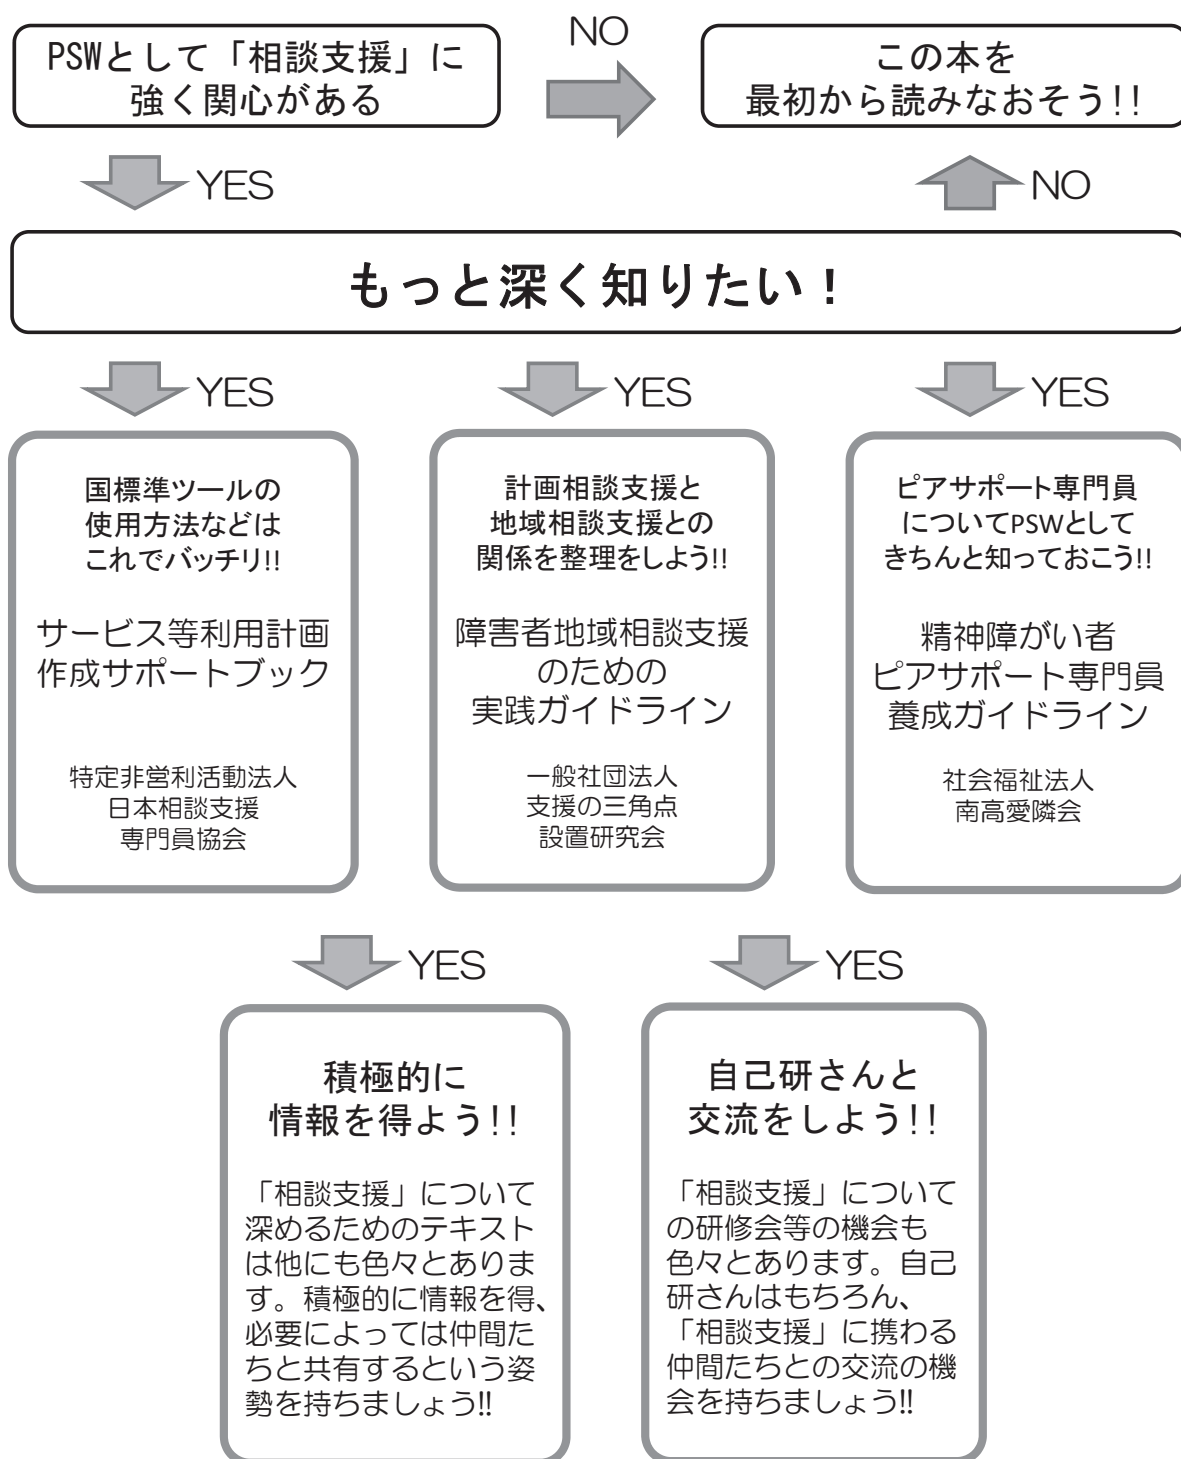 PSWとして「相談支援」に
強く関心がある
NO
この本を
最初から読みなおそう!!
YES
NO
もっと深く知りたい！
YES
YES
YES
国標準ツールの
使用方法などは
これでバッチリ!!
サービス等利用計画
作成サポートブック
特定非営利活動法人
日本相談支援
専門員協会
計画相談支援と
地域相談支援との
関係を整理をしよう!!
障害者地域相談支援
のための
実践ガイドライン
一般社団法人
支援の三角点
設置研究会
ピアサポート専門員
についてPSWとして
きちんと知っておこう!!
精神障がい者
ピアサポート専門員
養成ガイドライン
社会福祉法人
南高愛隣会
YES
YES
積極的に
情報を得よう!!
「相談支援」について
深めるためのテキスト
は他にも色々とありま
す。積極的に情報を得、
必要によっては仲間た
ちと共有するという姿
勢を持ちましょう!!
自己研さんと
交流をしよう!!
「相談支援」について
の研修会等の機会も
色々とあります。自己
研さんはもちろん、
「相談支援」に携わる
仲間たちとの交流の機
会を持ちましょう!!